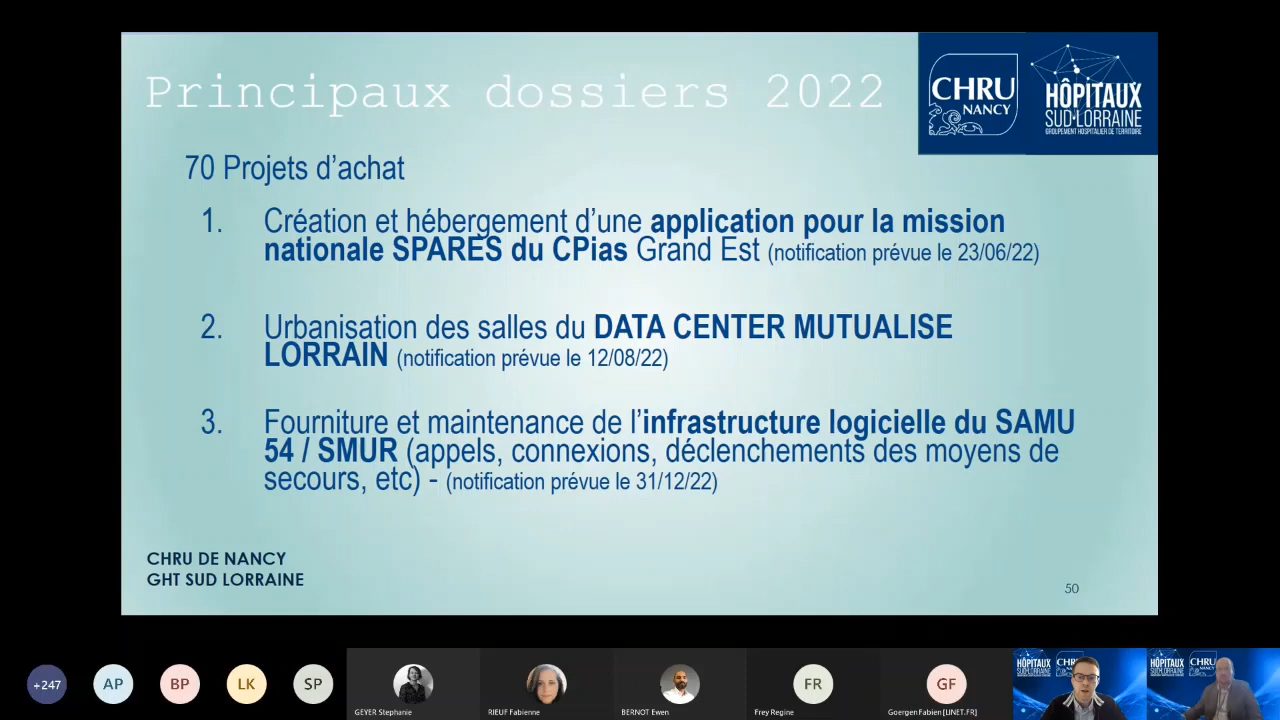 Principaux dossiers 2022
CHRU
NANCY
HÔPITAUX
SUD-LORRAINE
GROUPEMENT HOSPITALIER DE TERRITOIRE
70 Projets d'achat
1. Création et hébergement d'une application pour la mission
nationale SPARES du CPias Grand Est (notification prévue le 23/06/22)
2. Urbanisation des salles du DATA CENTER MUTUALISE
LORRAIN (notification prévue le 12/08/22)
3. Fourniture et maintenance de l'infrastructure logicielle du SAMU
54 / SMUR (appels, connexions, déclenchements des moyens de
secours, etc) - (notification prévue le 31/12/22)
CHRU DE NANCY
GHT SUD LORRAINE
50
+247
AP
BP
LK
SP
GEYER Stephanie
RIEUF Fabienne
BERNOT Ewen
FR
Frey Regine
GF
Goergen Fabien [LINET.FR]
HÔPITAUX
CHR
HÔPITAUX
CHRU